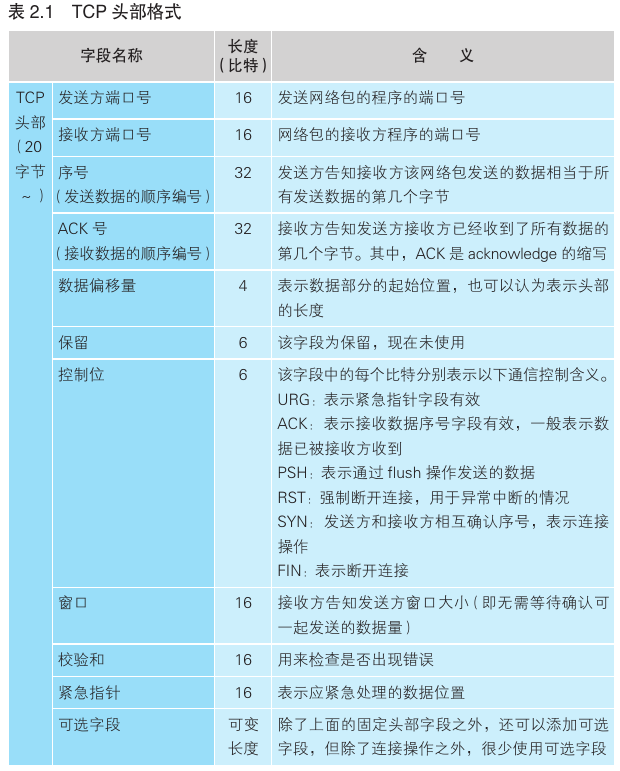 表 2.1 TCP 头部格式
字段名称
长度
(比特)
含 义
TCP
头部
(20
字节
~)
发送方端口号
16
发送网络包的程序的端口号
接收方端口号
16
网络包的接收方程序的端口号
序号
(发送数据的顺序编号)
32
发送方告知接收方该网络包发送的数据相当于所
有发送数据的第几个字节
ACK 号
(接收数据的顺序编号)
32
接收方告知发送方接收方已经收到了所有数据的
第几个字节。其中，ACK 是 acknowledge 的缩写
数据偏移量
4
表示数据部分的起始位置，也可以认为表示头部
的长度
保留
6
该字段为保留，现在未使用
控制位
6
该字段中的每个比特分别表示以下通信控制含义。
URG：表示紧急指针字段有效
ACK：表示接收数据序号字段有效，一般表示数
据已被接收方收到
PSH：表示通过 flush 操作发送的数据
RST：强制断开连接，用于异常中断的情况
SYN：发送方和接收方相互确认序号，表示连接
操作
FIN：表示断开连接
窗口
16
接收方告知发送方窗口大小(即无需等待确认可
一起发送的数据量)
校验和
16
用来检查是否出现错误
紧急指针
16
表示应紧急处理的数据位置
可选字段
可变
长度
除了上面的固定头部字段之外，还可以添加可选
字段，但除了连接操作之外，很少使用可选字段